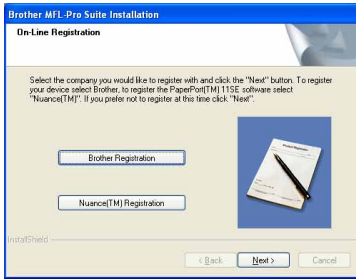 Brother MFL-Pro Suite Installation
On-Line Registration
Select the company you would like to register with and click the "Next" button. To register
your device select Brother, to register the PaperPort(TM) 11SE software select
"Nuance(TM)". If you prefer not to register at this time click "Next".
Brother Registration
Nuance(TM) Registration
InstallShield
< Back
Next >
Cancel